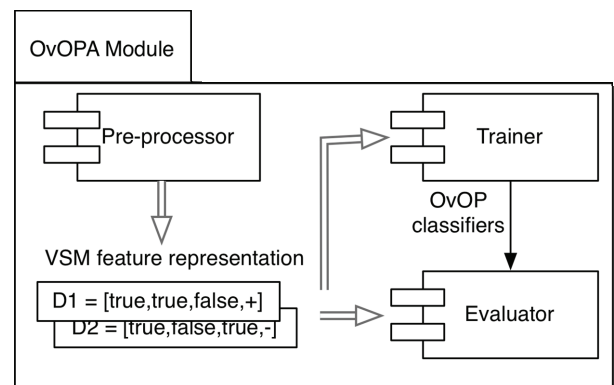 OvOPA Module
Pre-processor
Trainer
OvOP
classifiers
VSM feature representation
D1 = [true,true,false,+]
D2 = [true,false,true,-]
Evaluator